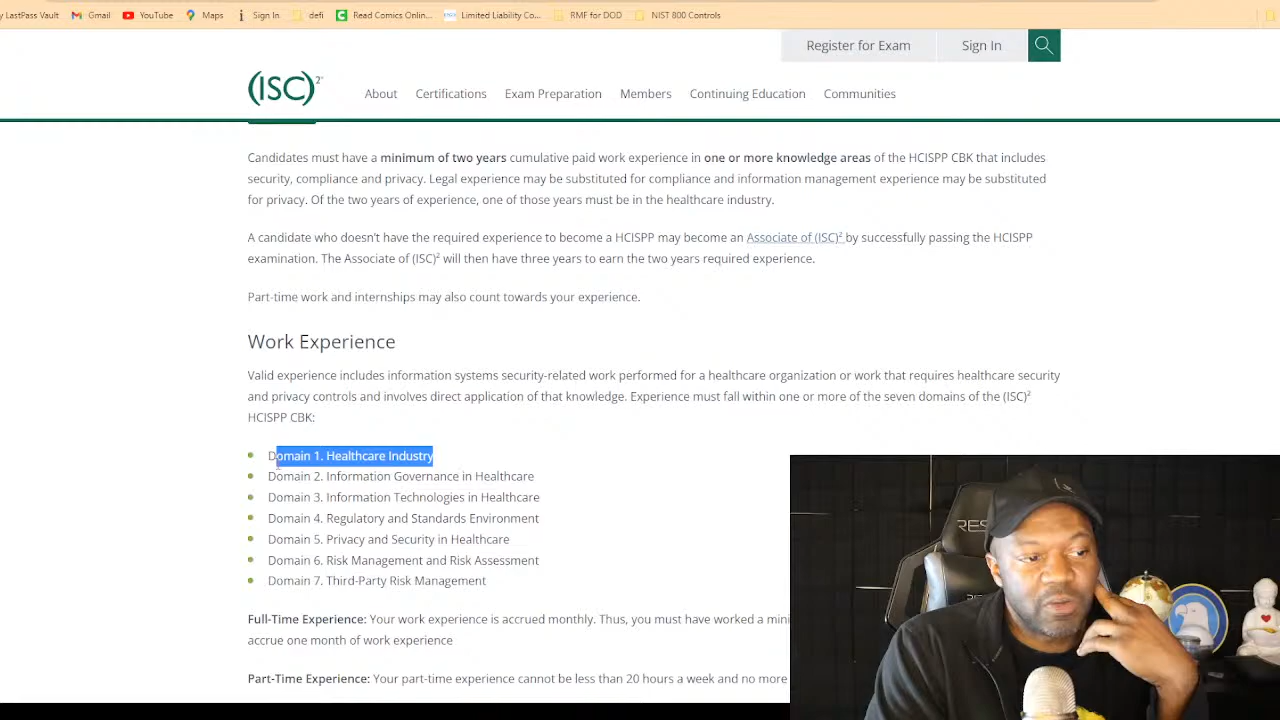 LastPass Vault Gmail YouTube Maps Sign In defi Read Comics Onlin... Limited Liability Co... RMF for DOD NIST 800 Controls
Register for Exam Sign In
(ISC)²
About Certifications Exam Preparation Members Continuing Education Communities
Candidates must have a minimum of two years cumulative paid work experience in one or more knowledge areas of the HCISPP CBK that includes
security, compliance and privacy. Legal experience may be substituted for compliance and information management experience may be substituted
for privacy. Of the two years of experience, one of those years must be in the healthcare industry.
A candidate who doesn't have the required experience to become a HCISPP may become an Associate of (ISC)² by successfully passing the HCISPP
examination. The Associate of (ISC)² will then have three years to earn the two years required experience.
Part-time work and internships may also count towards your experience.
Work Experience
Valid experience includes information systems security-related work performed for a healthcare organization or work that requires healthcare security
and privacy controls and involves direct application of that knowledge. Experience must fall within one or more of the seven domains of the (ISC)²
HCISPP CBK:
Domain 1. Healthcare Industry
Domain 2. Information Governance in Healthcare
Domain 3. Information Technologies in Healthcare
Domain 4. Regulatory and Standards Environment
Domain 5. Privacy and Security in Healthcare
Domain 6. Risk Management and Risk Assessment
Domain 7. Third-Party Risk Management
Full-Time Experience: Your work experience is accrued monthly. Thus, you must have worked a mini
accrue one month of work experience
Part-Time Experience: Your part-time experience cannot be less than 20 hours a week and no more
RES